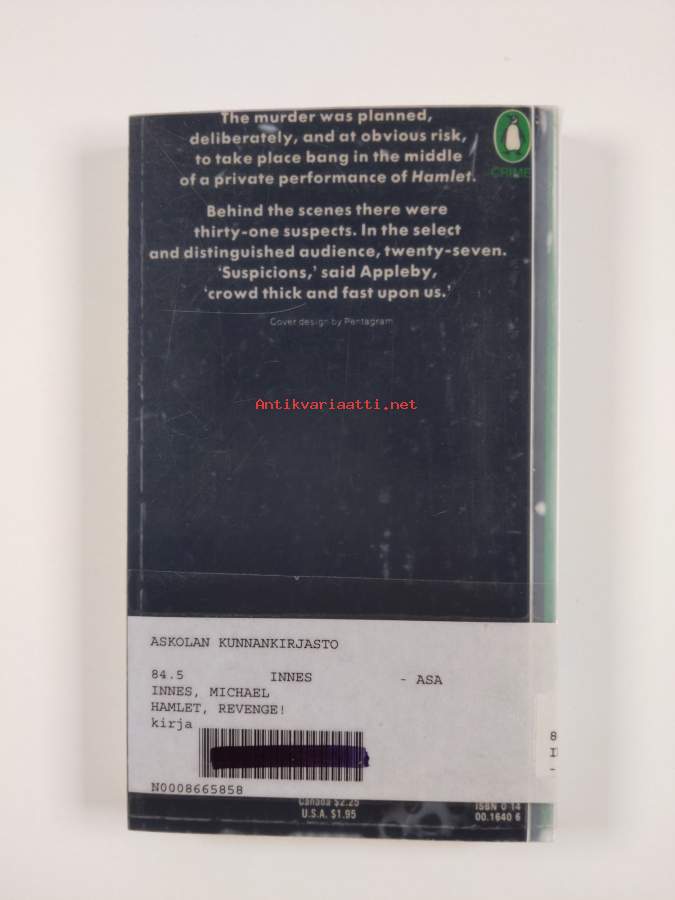 The murder was planned,
deliberately, and at obvious risk,
to take place bang in the middle
of a private performance of Hamlet.
CRIME
Behind the scenes there were
thirty-one suspects. In the select
and distinguished audience, twenty-seven.
‘Suspicions,’ said Appleby,
‘crowd thick and fast upon us.’
Cover design by Pentagram
Antikvariaatti.net
ASKOLAN KUNNANKIRJASTO
84.5 INNES - ASA
INNES, MICHAEL
HAMLET, REVENGE!
kirja
8
-
N0008665858
Canada $2.25
U.S.A. $1.95
ISBN 0 14
00.1640 6